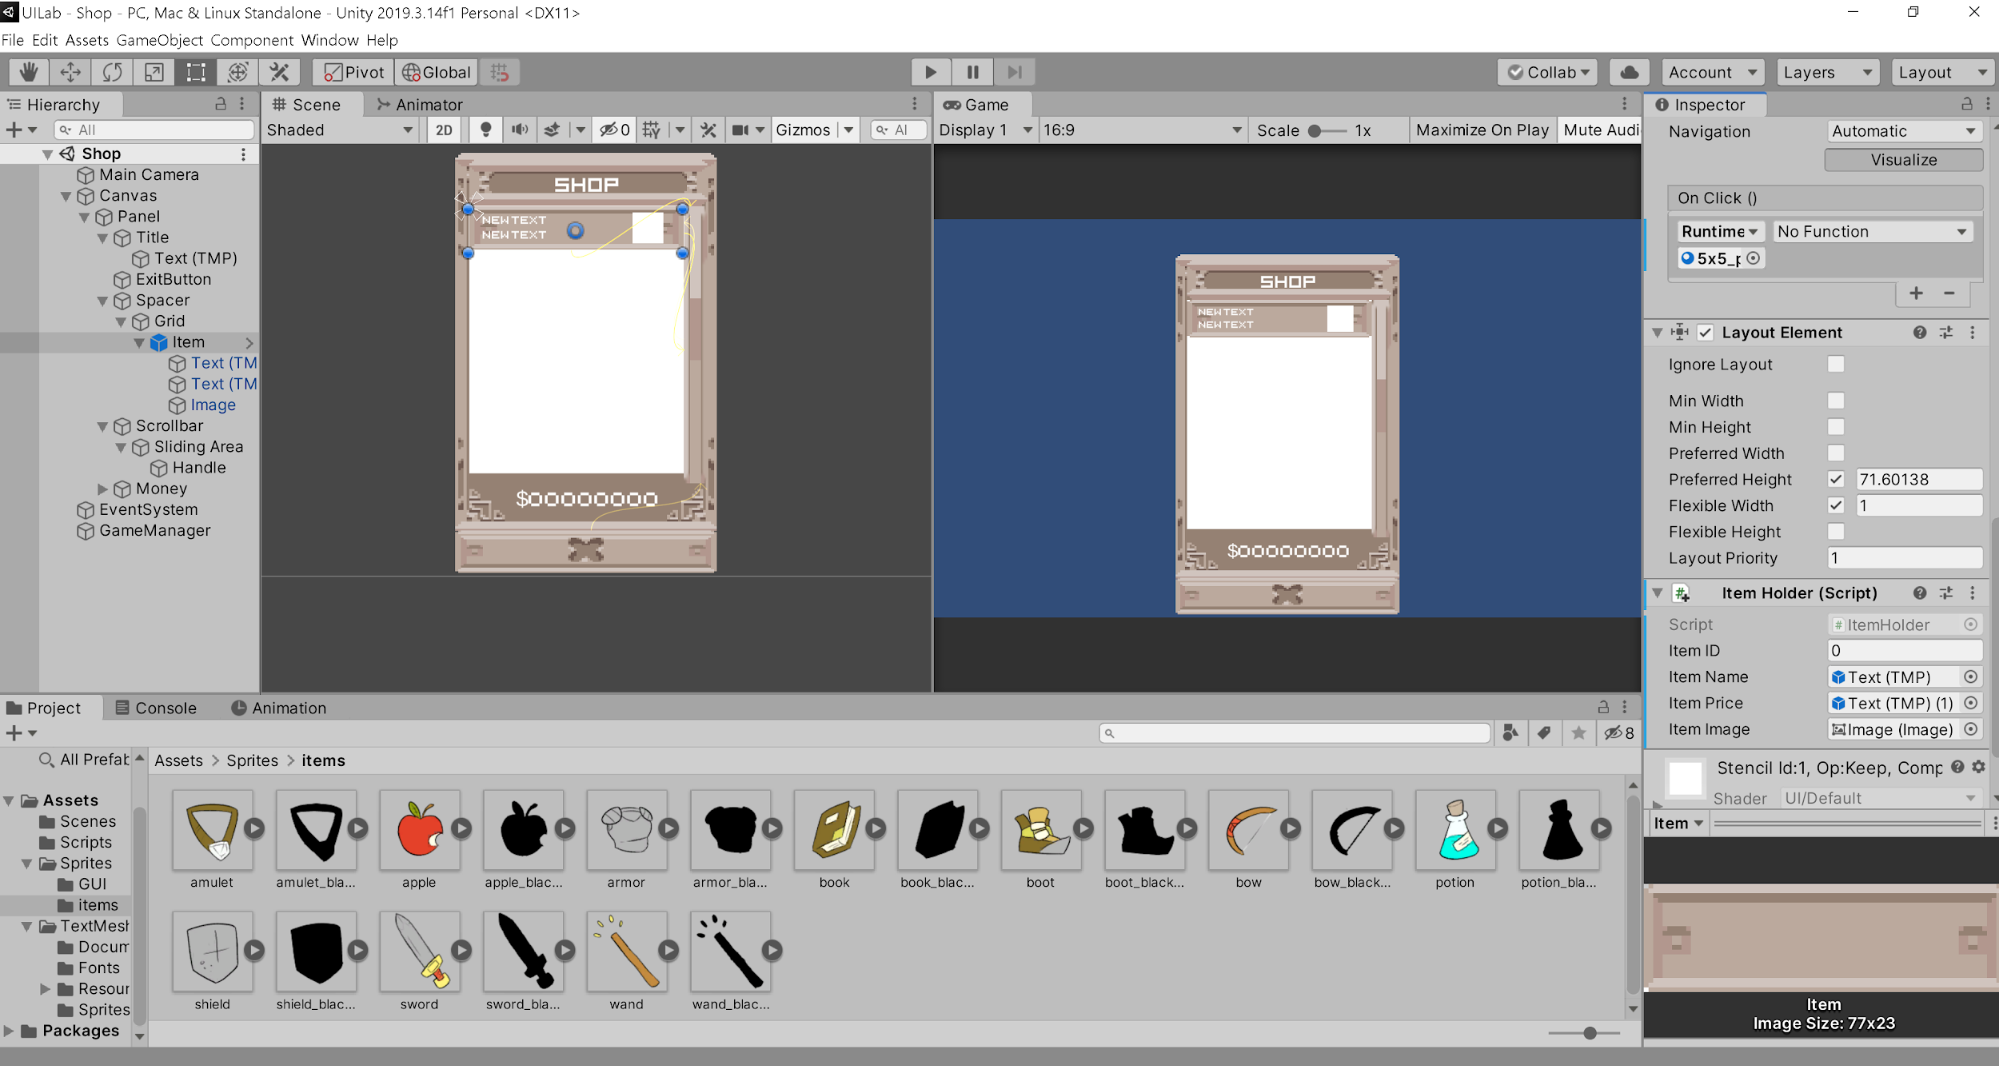 UILab - Shop - PC, Mac & Linux Standalone - Unity 2019.3.14f1 Personal <DX11>
File Edit Assets GameObject Component Window Help
Pivot Global Collab Account Layers Layout
Hierarchy
All
Shop
Main Camera
Canvas
Panel
Title
Text (TMP)
ExitButton
Spacer
Grid
Item
Text (TM
Text (TM
Image
Scrollbar
Sliding Area
Handle
Money
EventSystem
GameManager
Scene Animator
Shaded 2D 0 Gizmos Al
SHOP
NEW TEXT
NEW TEXT
$00000000
Game
Display 1 16:9 Scale 1x Maximize On Play Mute Audi
SHOP
NEW TEXT
NEW TEXT
$00000000
Inspector
Navigation Automatic
Visualize
On Click ()
Runtime No Function
5x5_p
+ −
Layout Element
Ignore Layout
Min Width
Min Height
Preferred Width
Preferred Height 71.60138
Flexible Width 1
Flexible Height
Layout Priority 1
Item Holder (Script)
Script ItemHolder
Item ID 0
Item Name Text (TMP)
Item Price Text (TMP) (1)
Item Image Image (Image)
Stencil Id:1, Op:Keep, Comp
Shader UI/Default
Item
Item
Image Size: 77x23
Project Console Animation
8
All Prefab
Assets
Scenes
Scripts
Sprites
GUI
items
TextMesh
Docum
Fonts
Resour
Sprites
Packages
Assets > Sprites > items
amulet amulet_bla... apple apple_blac... armor armor_bla... book book_blac... boot boot_black... bow bow_black... potion potion_bla...
shield shield_blac... sword sword_bla... wand wand_blac...